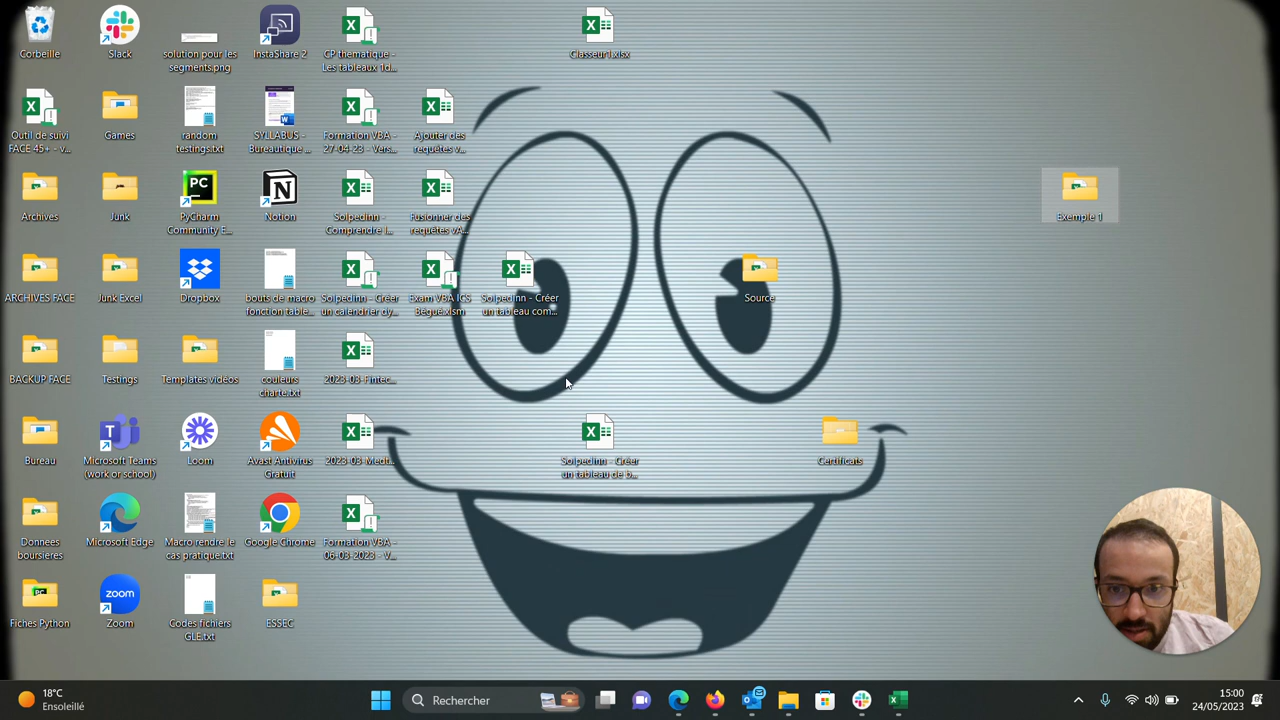 Corbeille
Slack
solution pour les
segments.png
InstaShare 2
CP thématique -
Les tableaux 1d...
Classeur1.xlsx
Outil de suivi
FACE 45+ - v...
Games
random
testings.txt
SYLLABUS -
Bureautique ...
Formation VBA -
27-04-23 - Vers...
Ajouter des
requêtes v...
Archives
Junk
PyCharm
Community E...
Notion
Solpedinn -
Comprendre l...
Fusionner des
requêtes vA...
Exemple 1
ARCHIVES FACE
Junk Excel
Dropbox
bouts de macro
fonction table...
Solpedinn - Créer
un calendrier dy...
Exam VBA ICS
Begue.xlsm
Solpedinn - Créer
un tableau com...
Source
BACKUP FACE
Testings
Templates vidéos
couleurs
charte.txt
2023-03-Fintec...
Bureau
Microsoft Teams
(work or school)
Loom
Avast Antivirus
Gratuit
2023-03-Medi...
Solpedinn - Créer
un tableau de b...
Certificats
Donnees
boursières
Microsoft Edge
Macro rendre le
cas pratique.txt
Google Chrome
Formation VBA -
06-03-2023 - V...
Fiches Python
Zoom
zoom
Codes fichiers
GLE.txt
ESSEC
18°C
Ensoleillé
Rechercher
15:00
24/05/2023